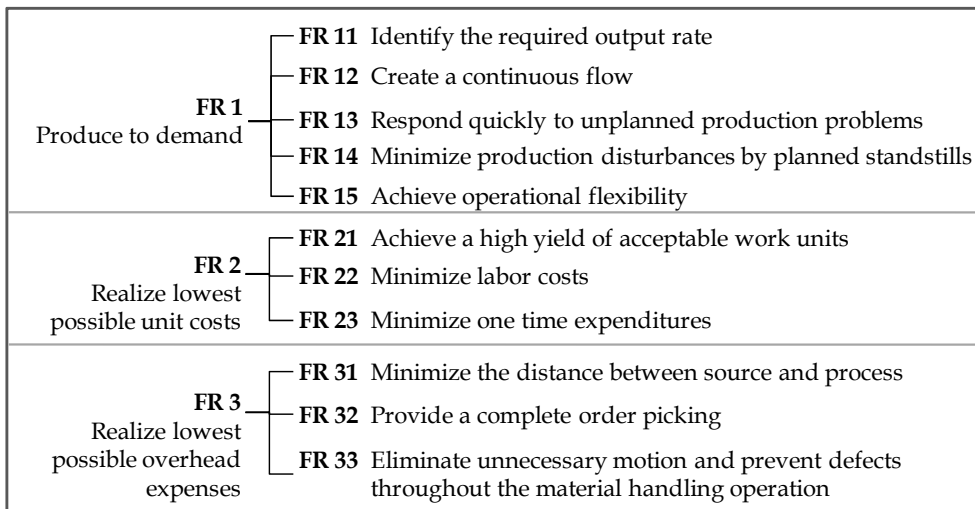 FR 11 Identify the required output rate
FR 12 Create a continuous flow
FR 1
Produce to demand
FR 13 Respond quickly to unplanned production problems
FR 14 Minimize production disturbances by planned standstills
FR 15 Achieve operational flexibility
FR 21 Achieve a high yield of acceptable work units
FR 2
Realize lowest
possible unit costs
FR 22 Minimize labor costs
FR 23 Minimize one time expenditures
FR 31 Minimize the distance between source and process
FR 3
Realize lowest
possible overhead
expenses
FR 32 Provide a complete order picking
FR 33 Eliminate unnecessary motion and prevent defects
throughout the material handling operation